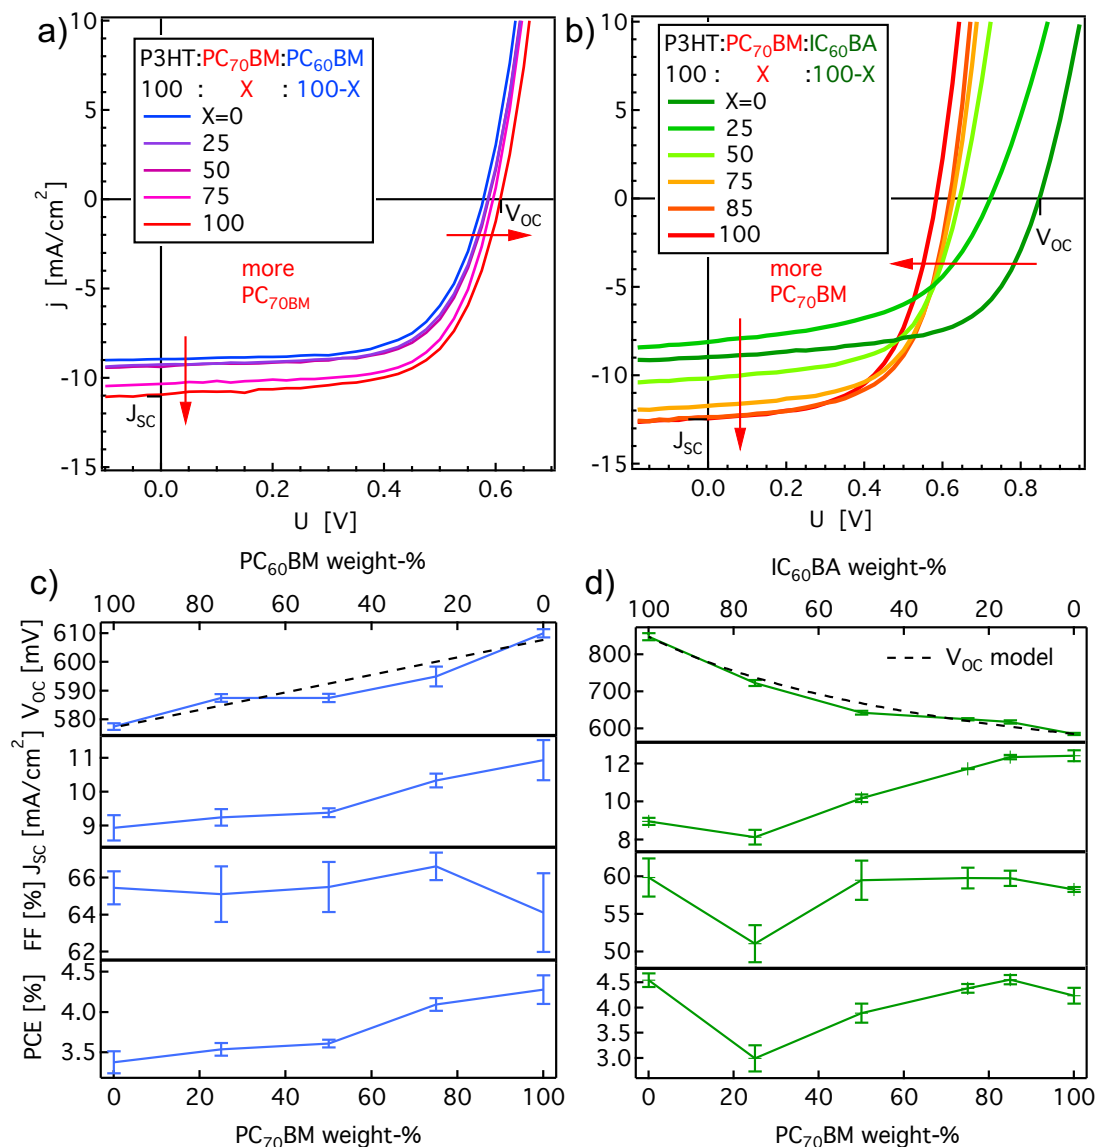 a)
P3HT:PC70BM:PC60BM
100 : X : 100-X
X=0
25
50
75
100
10
5
0
-5
-10
-15
j [mA/cm2]
VOC
more
PC70BM
JSC
0.0 0.2 0.4 0.6
U [V]
b)
P3HT:PC70BM:IC60BA
100 : X :100-X
X=0
25
50
75
85
100
10
5
0
-5
-10
-15
VOC
more
PC70BM
JSC
0.0 0.2 0.4 0.6 0.8
U [V]
c)
PC60BM weight-%
100 80 60 40 20 0
VOC [mV]
610
600
590
580
JSC [mA/cm2]
11
10
9
FF [%]
66
64
62
PCE [%]
4.5
4.0
3.5
0 20 40 60 80 100
PC70BM weight-%
d)
IC60BA weight-%
100 80 60 40 20 0
VOC model
800
700
600
12
10
8
60
55
50
4.5
4.0
3.5
3.0
0 20 40 60 80 100
PC70BM weight-%